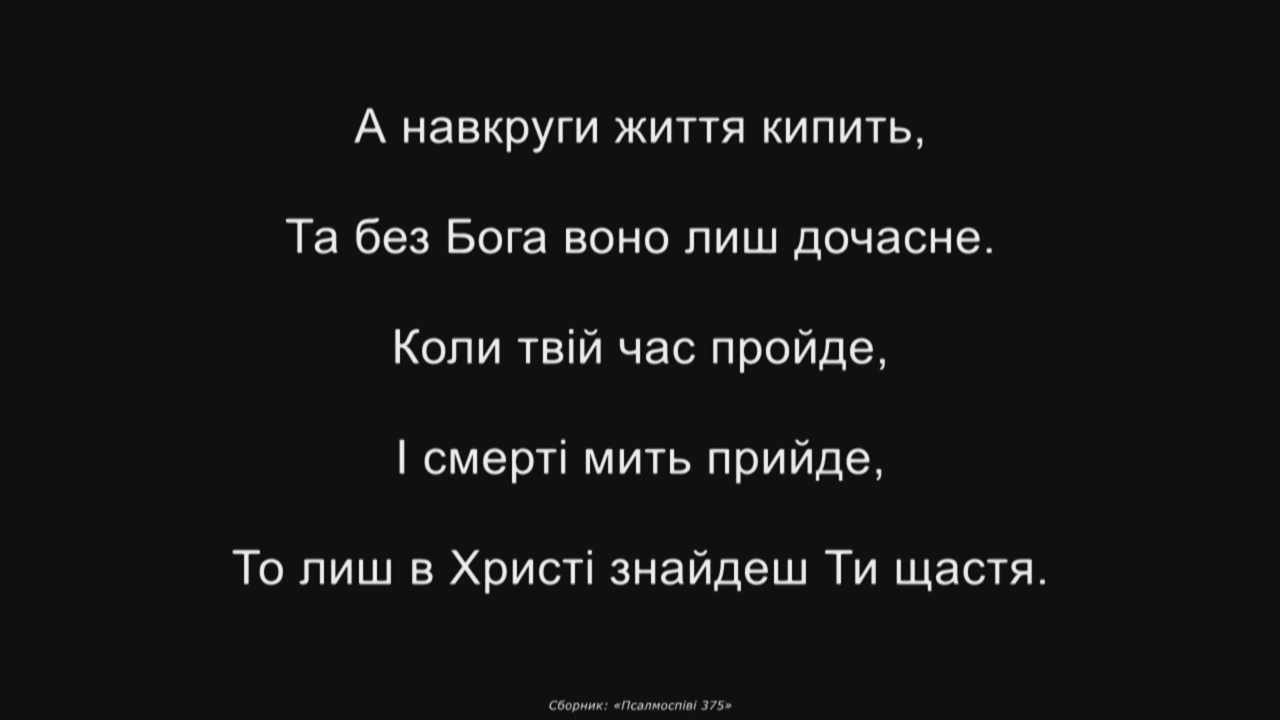 А навкруги життя кипить,
Та без Бога воно лиш дочасне.
Коли твій час пройде,
І смерті мить прийде,
То лиш в Христі знайдеш Ти щастя.
Сборник: «Псалмоспіві 375»